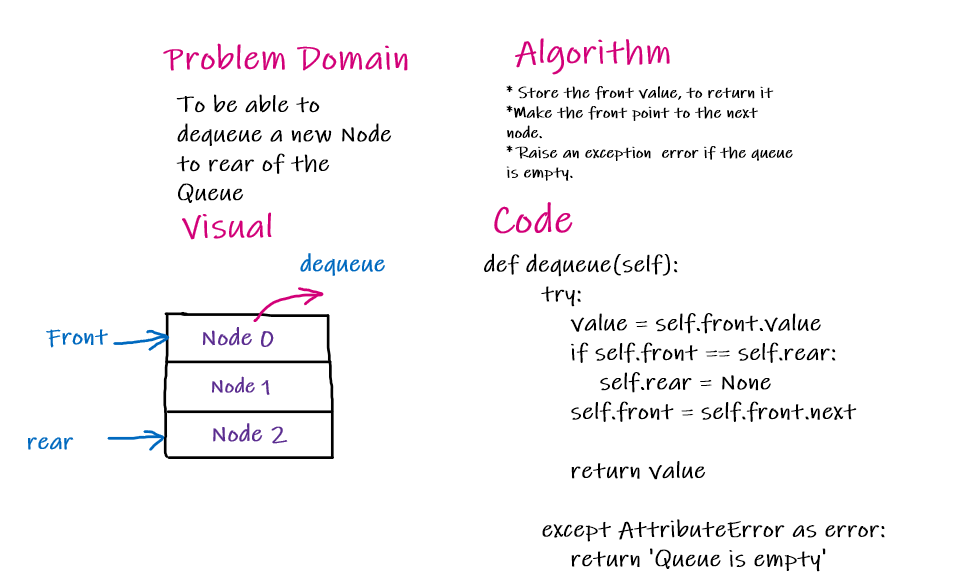 Problem Domain
To be able to
dequeue a new Node
to rear of the
Queue
Visual
dequeue
Front
Node 0
Node 1
rear
Node 2
Algorithm
* Store the front value, to return it
*Make the front point to the next
node.
* Raise an exception error if the queue
is empty.
Code
def dequeue(self):
try:
value = self.front.value
if self.front == self.rear:
self.rear = None
self.front = self.front.next
return value
except AttributeError as error:
return 'Queue is empty'